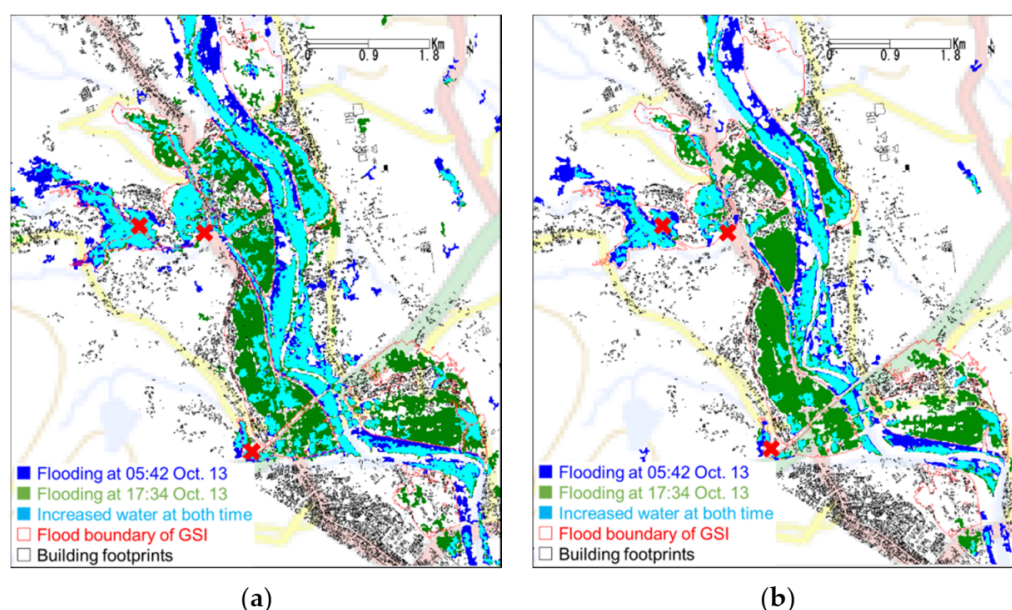 Km
0 0.9 1.8
N
Flooding at 05:42 Oct. 13
Flooding at 17:34 Oct. 13
Increased water at both time
Flood boundary of GSI
Building footprints
(a)
Km
0 0.9 1.8
N
Flooding at 05:42 Oct. 13
Flooding at 17:34 Oct. 13
Increased water at both time
Flood boundary of GSI
Building footprints
(b)